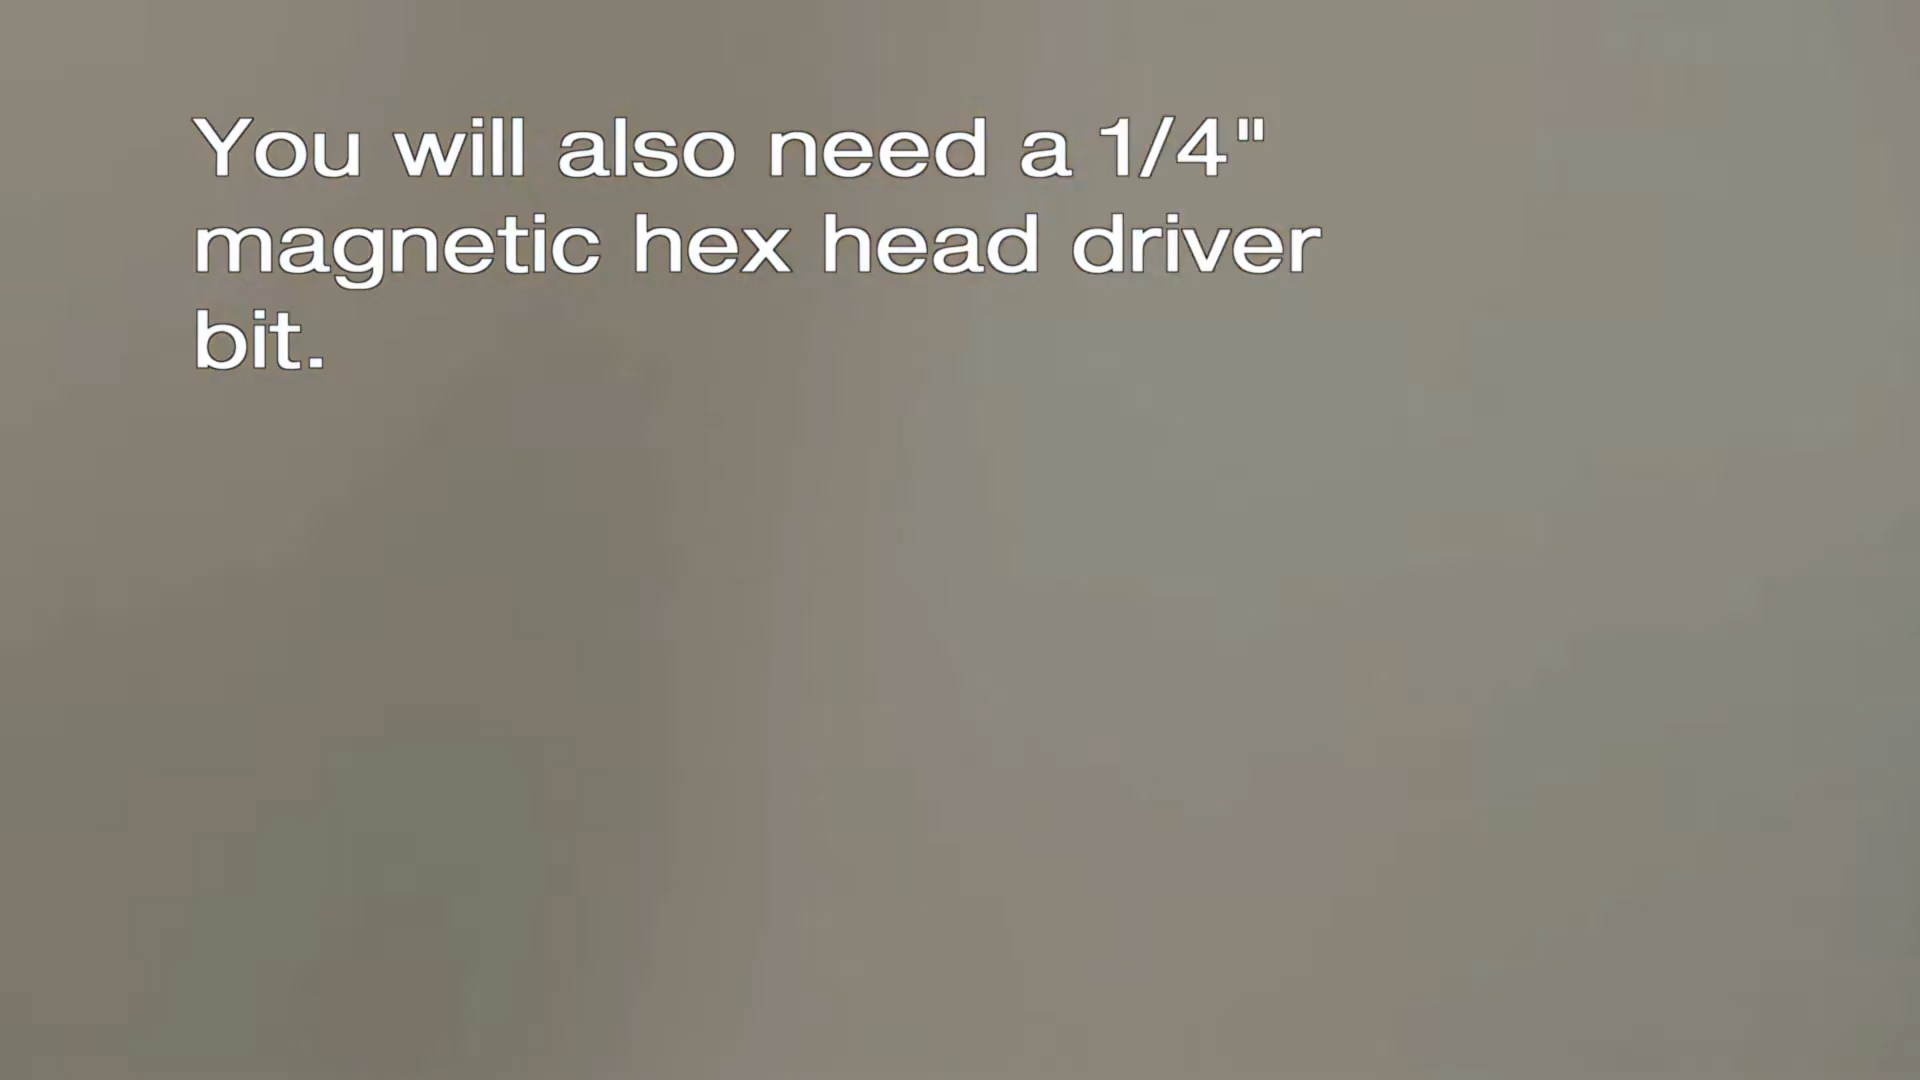 You will also need a 1/4"
magnetic hex head driver
bit.